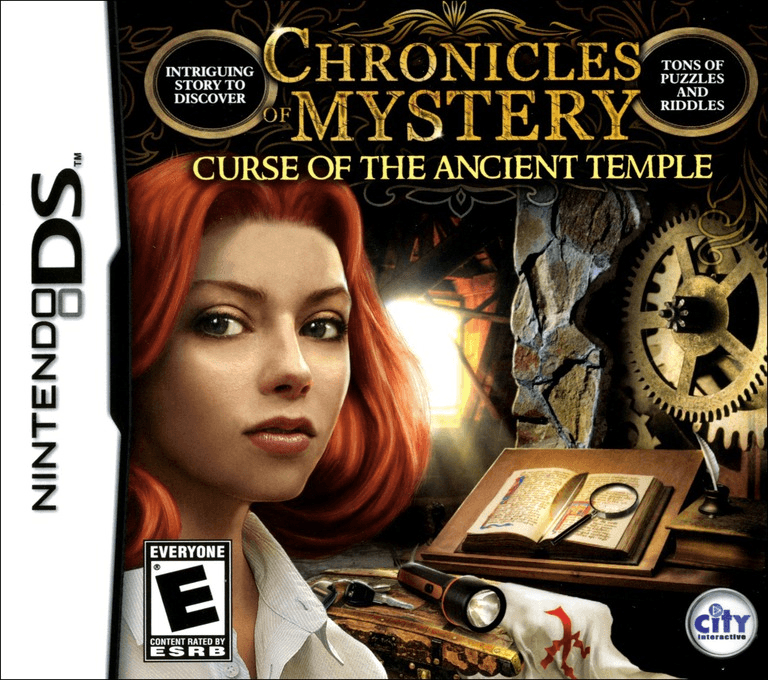 INTRIGUING
STORY TO
DISCOVER
CHRONICLES
OF MYSTERY
TONS OF
PUZZLES
AND
RIDDLES
CURSE OF THE ANCIENT TEMPLE
NINTENDO DS™
EVERYONE
E®
CONTENT RATED BY
ESRB
city
interactive